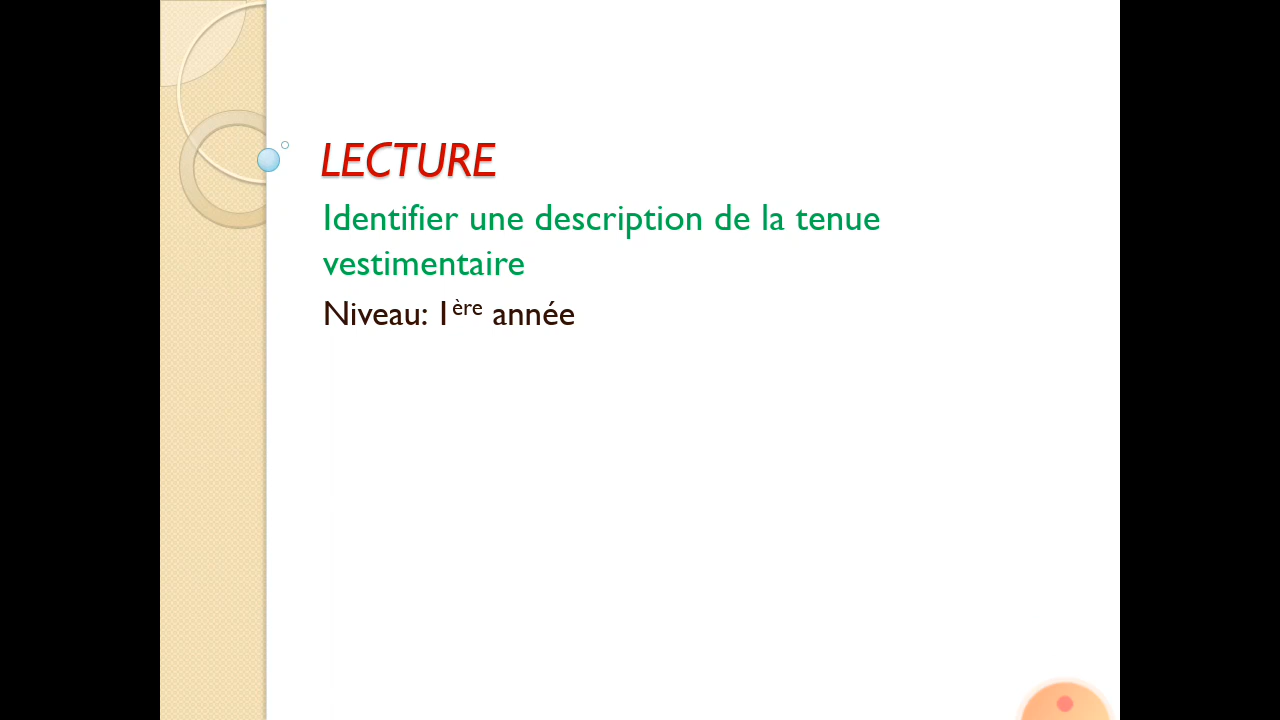 LECTURE
Identifier une description de la tenue
vestimentaire
Niveau: 1ère année